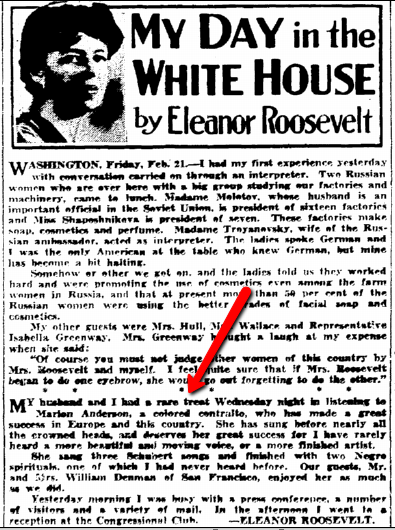 MY DAY in the
WHITE HOUSE
by Eleanor Roosevelt
WASHINGTON, Friday, Feb. 21.—I had my first experience yesterday
with conversation carried on through an interpreter. Two Russian
women who are over here with a big group studying our factories and
machinery, came to lunch. Madame Molotov, whose husband is an
important official in the Soviet Union, is president of sixteen factories
and Miss Shaposhnikova is president of seven. These factories make
soap, cosmetics and perfume. Madame Troyanovsky, wife of the Rus-
sian ambassador, acted as interpreter. The ladies spoke German and
I was the only American at the table who knew German, but mine
has become a bit halting.
Somehow or other we got on, and the ladies told us they worked
hard and were promoting the use of cosmetics even among the farm
women in Russia, and that at present more than 50 per cent of the
Russian women were using the better grades of facial soap and
cosmetics.
My other guests were Mrs. Hull, Mrs. Wallace and Representative
Isabella Greenway. Mrs. Greenway brought a laugh at my expense
when she said:
"Of course you must not judge other women of this country by
Mrs. Roosevelt and myself. I feel quite sure that if Mrs. Roosevelt
began to do one eyebrow, she would go out forgetting to do the other."
* * * * *
MY husband and I had a rare treat Wednesday night in listening to
Marian Anderson, a colored contralto, who has made a great
success in Europe and this country. She has sung before nearly all
the crowned heads, and deserves her great success for I have rarely
heard a more beautiful and moving voice, or a more finished artist.
She sang three Schubert songs and finished with two Negro
spirituals, one of which I had never heard before. Our guests, Mr.
and Mrs. William Denman of San Francisco, enjoyed her as much
as we did.
Yesterday morning I was busy with a press conference, a number
of visitors and a variety of mail. In the afternoon I went to a
reception at the Congressional Club. —ELEANOR ROOSEVELT.